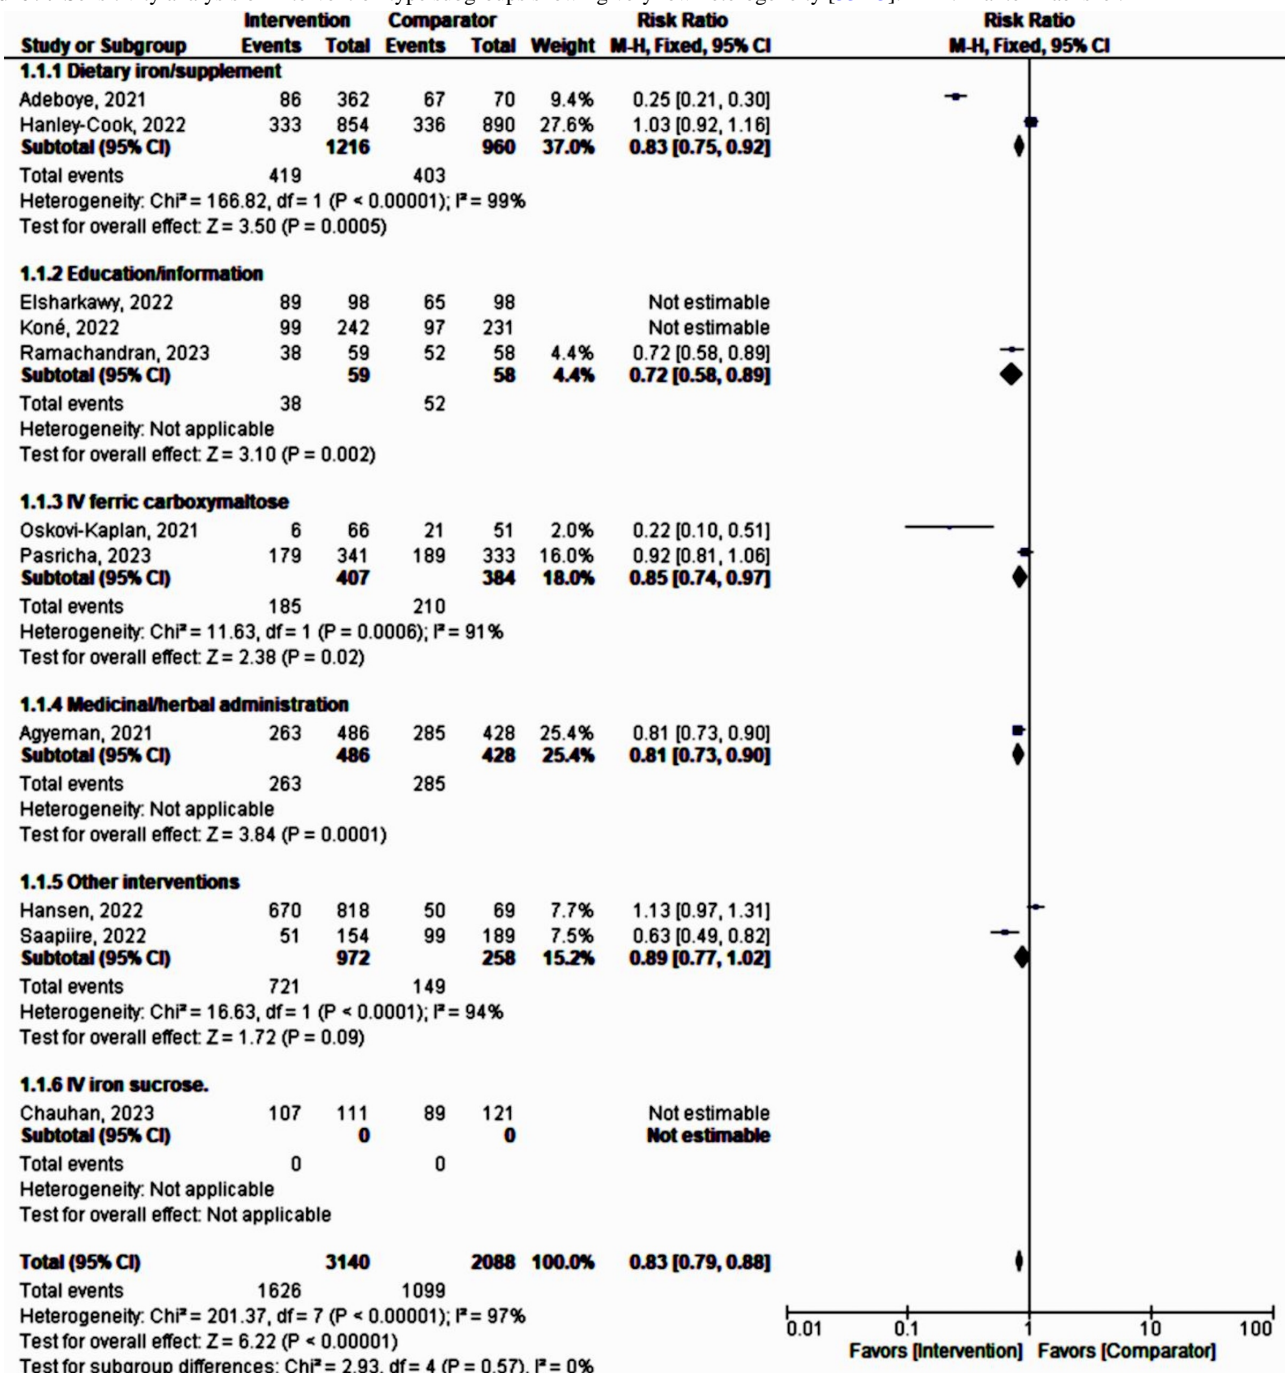 Intervention Comparator Risk Ratio Risk Ratio
Study or Subgroup Events Total Events Total Weight M-H, Fixed, 95% CI M-H, Fixed, 95% CI
1.1.1 Dietary iron/supplement
Adeboye, 2021 86 362 67 70 9.4% 0.25 [0.21, 0.30]
Hanley-Cook, 2022 333 854 336 890 27.6% 1.03 [0.92, 1.16]
Subtotal (95% CI) 1216 960 37.0% 0.83 [0.75, 0.92]
Total events 419 403
Heterogeneity: Chi² = 166.82, df = 1 (P < 0.00001); I² = 99%
Test for overall effect: Z = 3.50 (P = 0.0005)
1.1.2 Education/information
Elsharkawy, 2022 89 98 65 98 Not estimable
Koné, 2022 99 242 97 231 Not estimable
Ramachandran, 2023 38 59 52 58 4.4% 0.72 [0.58, 0.89]
Subtotal (95% CI) 59 58 4.4% 0.72 [0.58, 0.89]
Total events 38 52
Heterogeneity: Not applicable
Test for overall effect: Z = 3.10 (P = 0.002)
1.1.3 IV ferric carboxymaltose
Oskovi-Kaplan, 2021 6 66 21 51 2.0% 0.22 [0.10, 0.51]
Pasricha, 2023 179 341 189 333 16.0% 0.92 [0.81, 1.06]
Subtotal (95% CI) 407 384 18.0% 0.85 [0.74, 0.97]
Total events 185 210
Heterogeneity: Chi² = 11.63, df = 1 (P = 0.0006); I² = 91%
Test for overall effect: Z = 2.38 (P = 0.02)
1.1.4 Medicinal/herbal administration
Agyeman, 2021 263 486 285 428 25.4% 0.81 [0.73, 0.90]
Subtotal (95% CI) 486 428 25.4% 0.81 [0.73, 0.90]
Total events 263 285
Heterogeneity: Not applicable
Test for overall effect: Z = 3.84 (P = 0.0001)
1.1.5 Other interventions
Hansen, 2022 670 818 50 69 7.7% 1.13 [0.97, 1.31]
Saapiire, 2022 51 154 99 189 7.5% 0.63 [0.49, 0.82]
Subtotal (95% CI) 972 258 15.2% 0.89 [0.77, 1.02]
Total events 721 149
Heterogeneity: Chi² = 16.63, df = 1 (P < 0.0001); I² = 94%
Test for overall effect: Z = 1.72 (P = 0.09)
1.1.6 IV iron sucrose.
Chauhan, 2023 107 111 89 121 Not estimable
Subtotal (95% CI) 0 0 Not estimable
Total events 0 0
Heterogeneity: Not applicable
Test for overall effect: Not applicable
Total (95% CI) 3140 2088 100.0% 0.83 [0.79, 0.88]
Total events 1626 1099
Heterogeneity: Chi² = 201.37, df = 7 (P < 0.00001); I² = 97%
Test for overall effect: Z = 6.22 (P < 0.00001)
Test for subgroup differences: Chi² = 2.93, df = 4 (P = 0.57), I² = 0%
0.01 0.1 1 10 100
Favors [Intervention] Favors [Comparator]